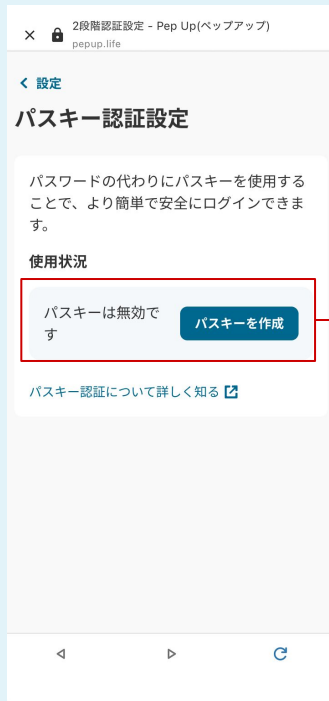 2段階認証設定 - Pep Up(ペップアップ)
pepup.life
設定
パスキー認証設定
パスワードの代わりにパスキーを使用する
ことで、より簡単で安全にログインできま
す。
使用状況
パスキーは無効で
す
パスキーを作成
パスキー認証について詳しく知る